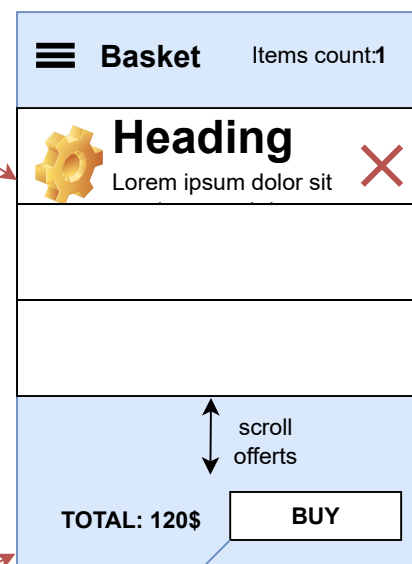 Basket
Items count:1
Heading
Lorem ipsum dolor sit
scroll
offerts
TOTAL: 120$
BUY